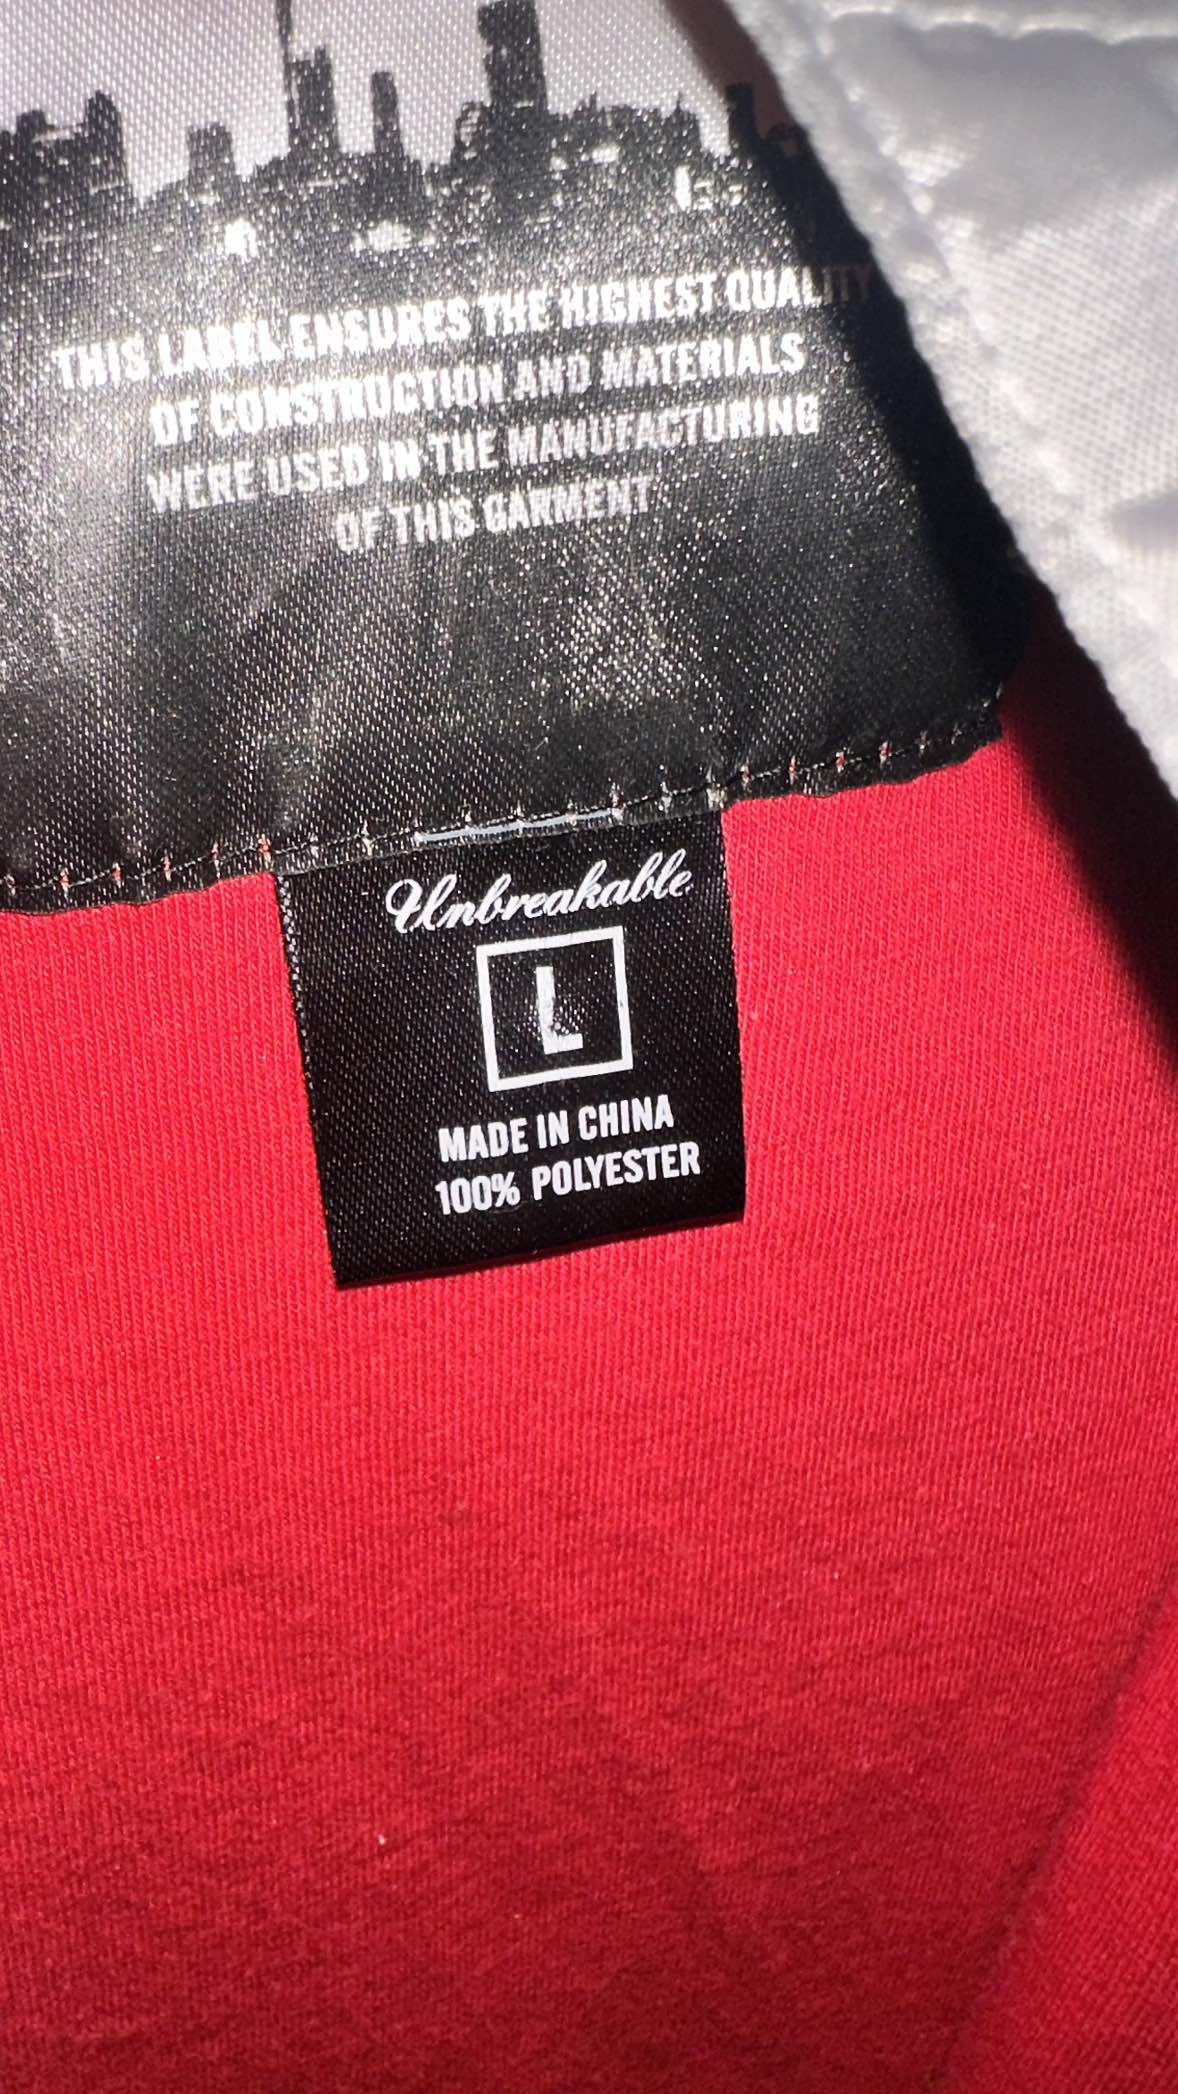 THIS LABEL ENSURES THE HIGHEST QUALITY
OF CONSTRUCTION AND MATERIALS
WERE USED IN THE MANUFACTURING
OF THIS GARMENT
Unbreakable
L
MADE IN CHINA
100% POLYESTER